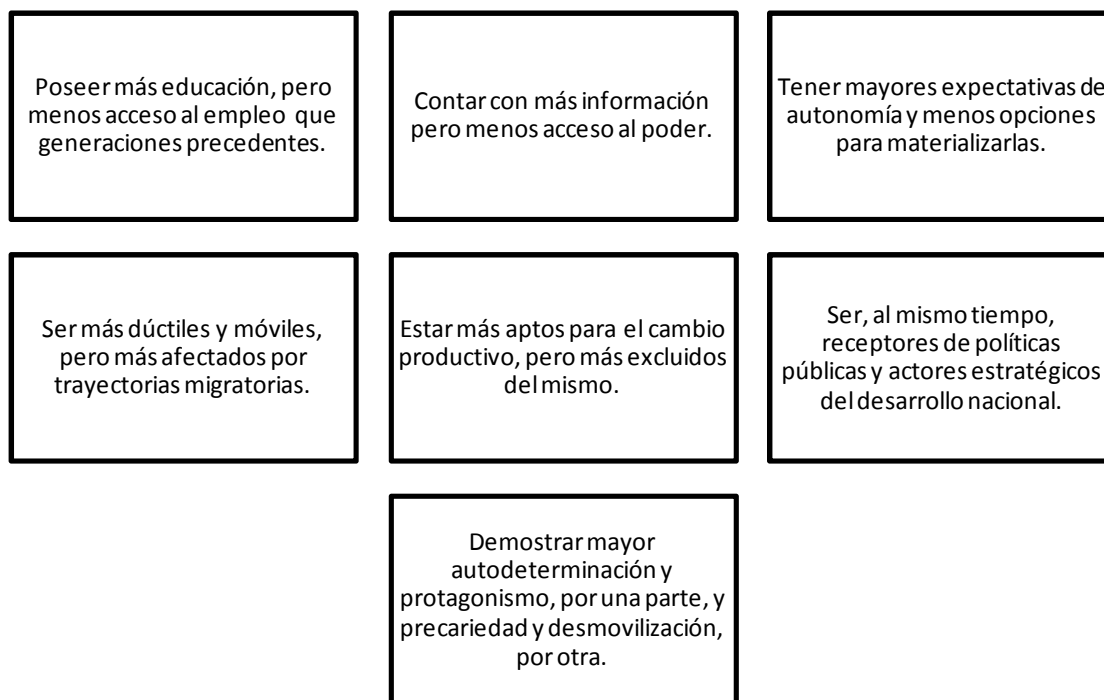 Poseer más educación, pero
menos acceso al empleo que
generaciones precedentes.
Contar con más información
pero menos acceso al poder.
Tener mayores expectativas de
autonomía y menos opciones
para materializarlas.
Ser más dúctiles y móviles,
pero más afectados por
trayectorias migratorias.
Estar más aptos para el cambio
productivo, pero más excluidos
del mismo.
Ser, al mismo tiempo,
receptores de políticas
públicas y actores estratégicos
del desarrollo nacional.
Demostrar mayor
autodeterminación y
protagonismo, por una parte, y
precariedad y desmovilización,
por otra.